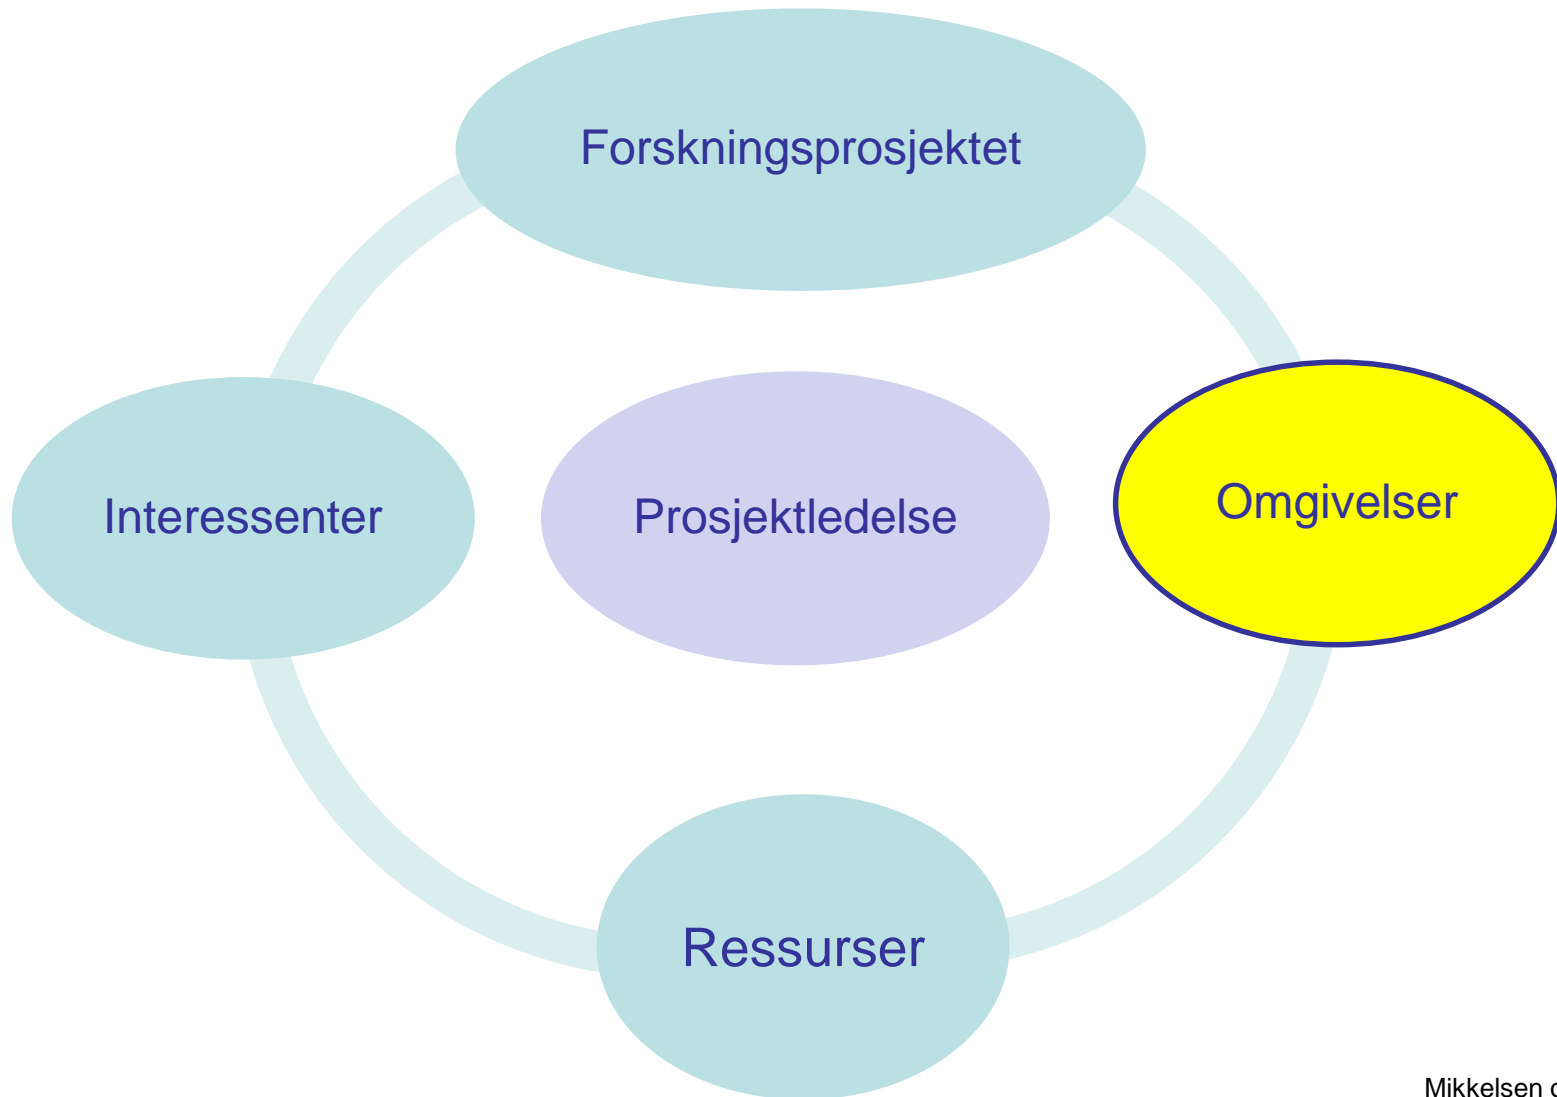 Forskningsprosjektet
Interessenter
Prosjektledelse
Omgivelser
Ressurser
Mikkelsen